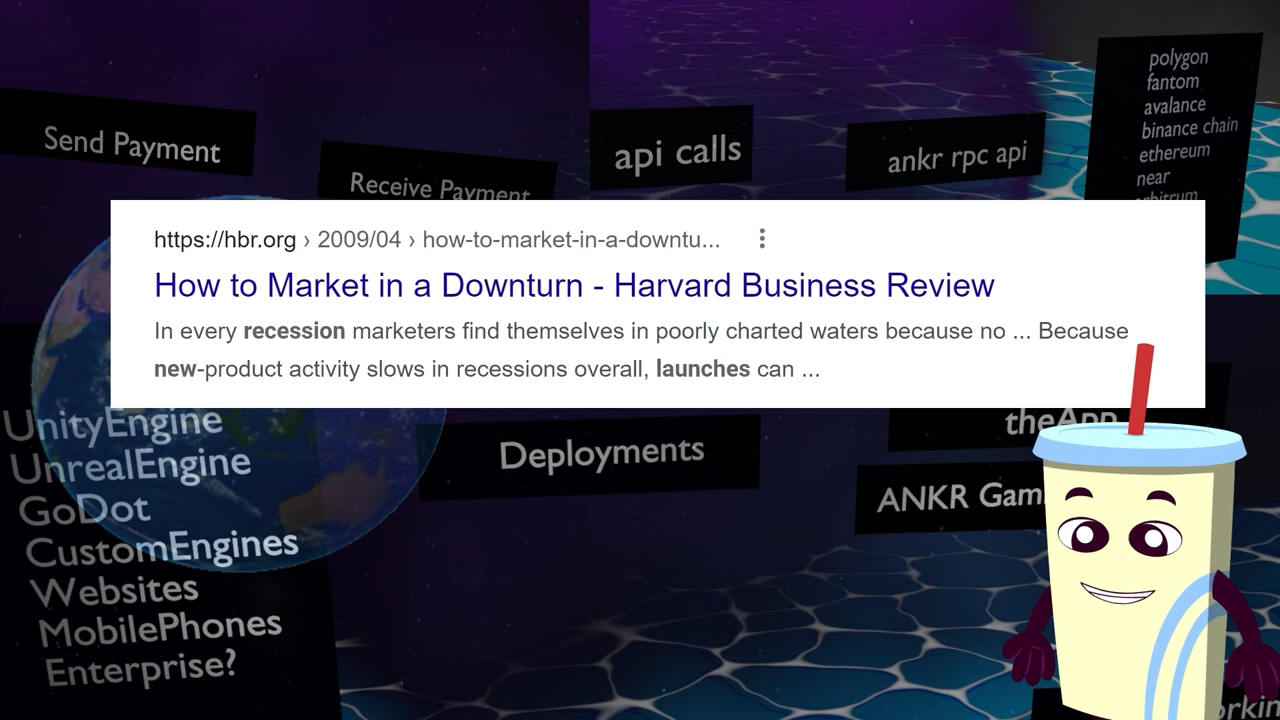 polygon
fantom
avalance
binance chain
ethereum
near
arbitrum
Send Payment
Receive Payment
api calls
ankr rpc api
https://hbr.org › 2009/04 › how-to-market-in-a-downtu...
How to Market in a Downturn - Harvard Business Review
In every recession marketers find themselves in poorly charted waters because no ... Because
new-product activity slows in recessions overall, launches can ...
UnityEngine
UnrealEngine
GoDot
CustomEngines
Websites
MobilePhones
Enterprise?
Deployments
theApp
ANKR Gam